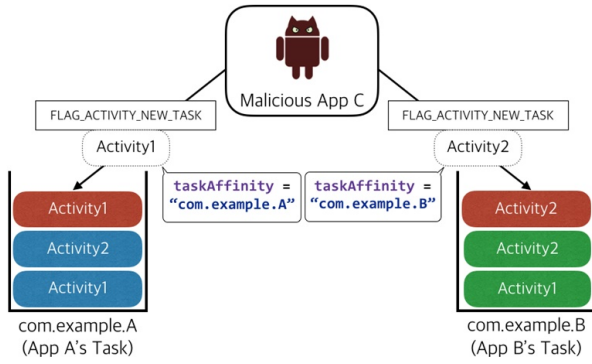 Malicious App C
FLAG_ACTIVITY_NEW_TASK
FLAG_ACTIVITY_NEW_TASK
Activity1
Activity2
taskAffinity =
“com.example.A”
taskAffinity =
“com.example.B”
Activity1
Activity2
Activity1
Activity2
Activity2
Activity1
com.example.A
(App A's Task)
com.example.B
(App B's Task)